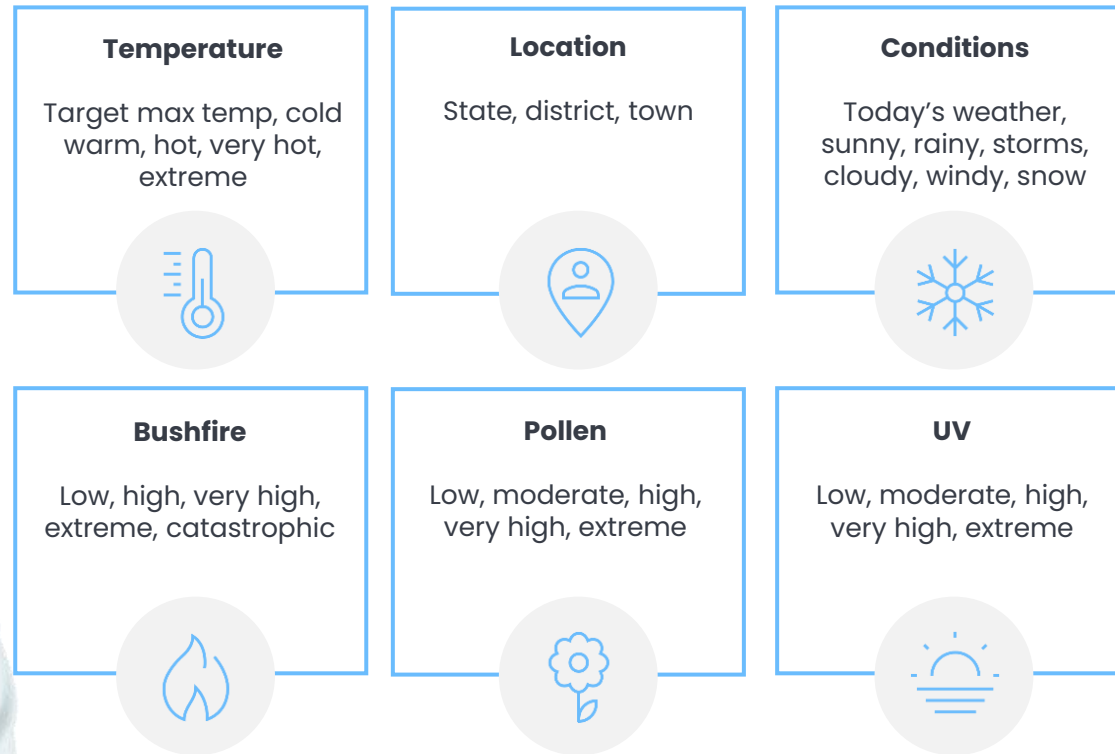 Temperature
Target max temp, cold
warm, hot, very hot,
extreme
Location
State, district, town
Conditions
Today’s weather,
sunny, rainy, storms,
cloudy, windy, snow
Bushfire
Low, high, very high,
extreme, catastrophic
Pollen
Low, moderate, high,
very high, extreme
UV
Low, moderate, high,
very high, extreme